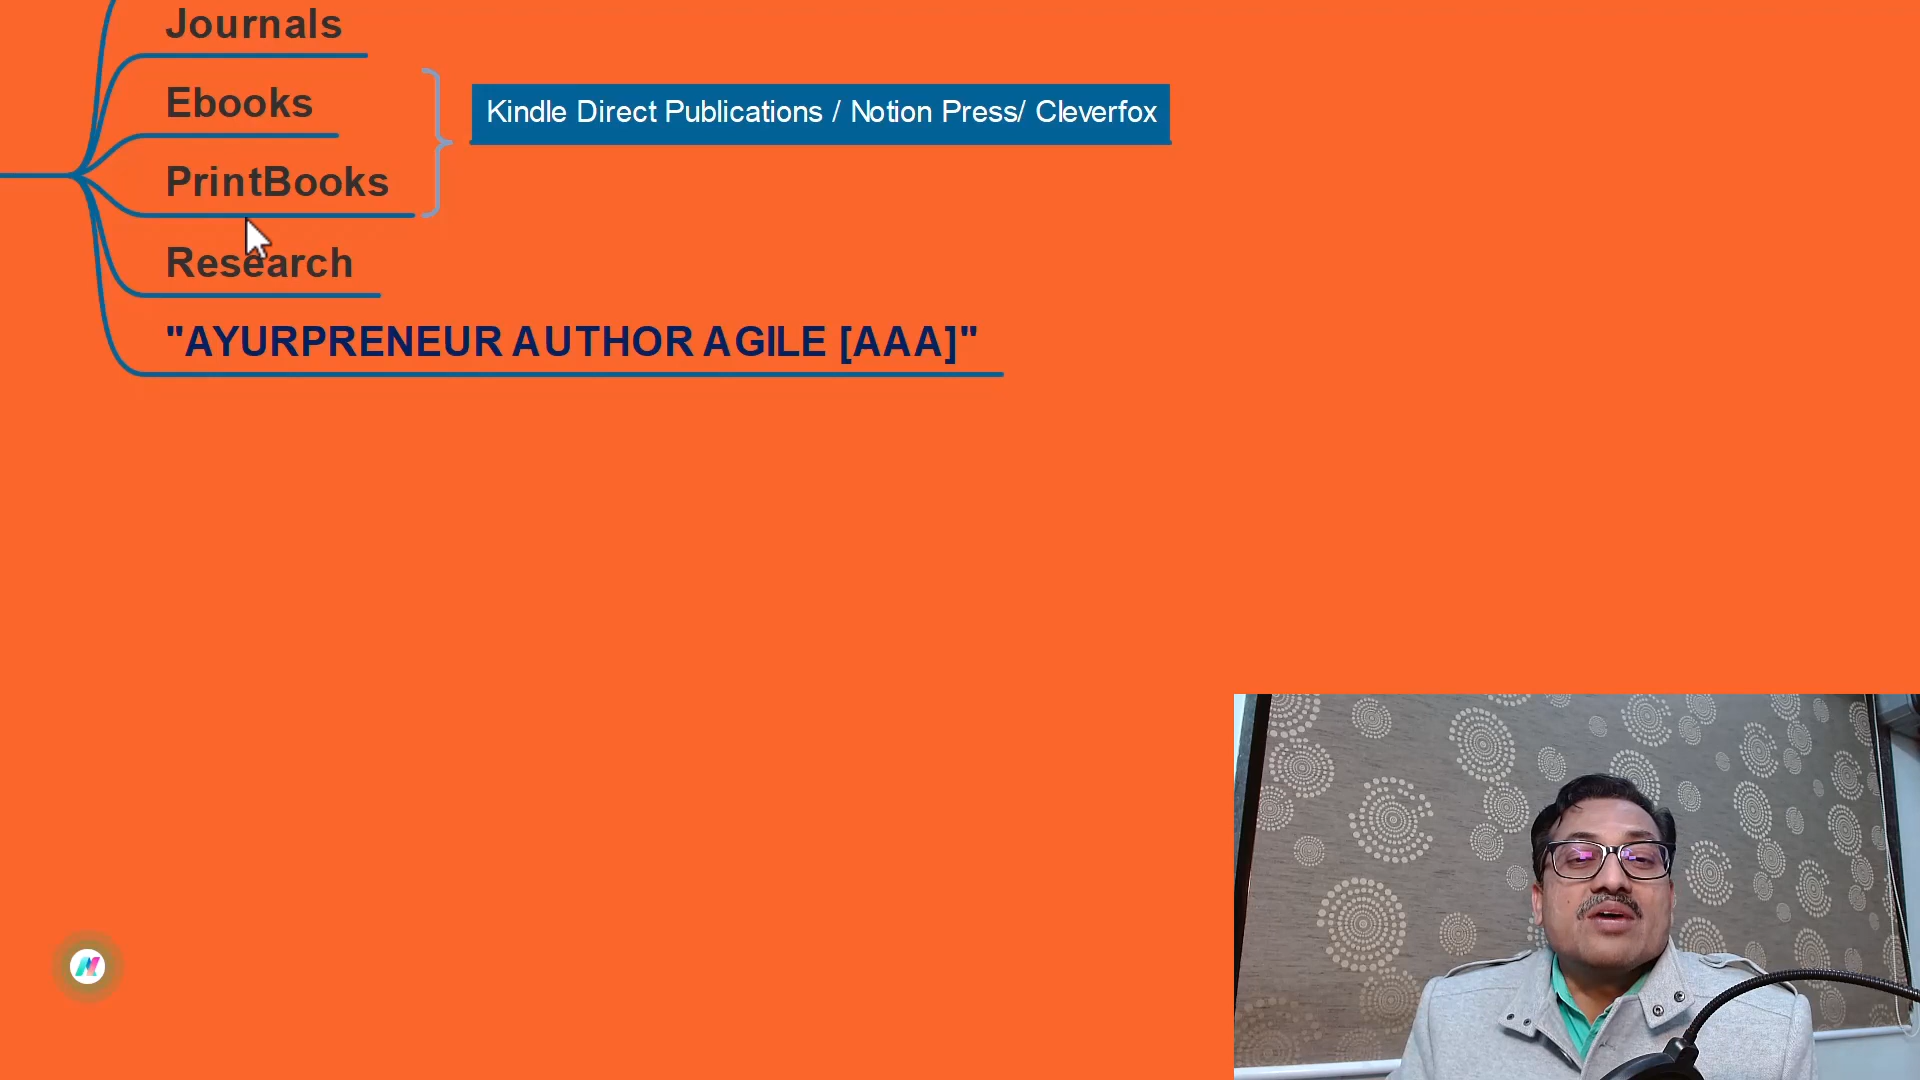 Journals
Ebooks
Kindle Direct Publications / Notion Press/ Cleverfox
PrintBooks
Research
"AYURPRENEUR AUTHOR AGILE [AAA]"